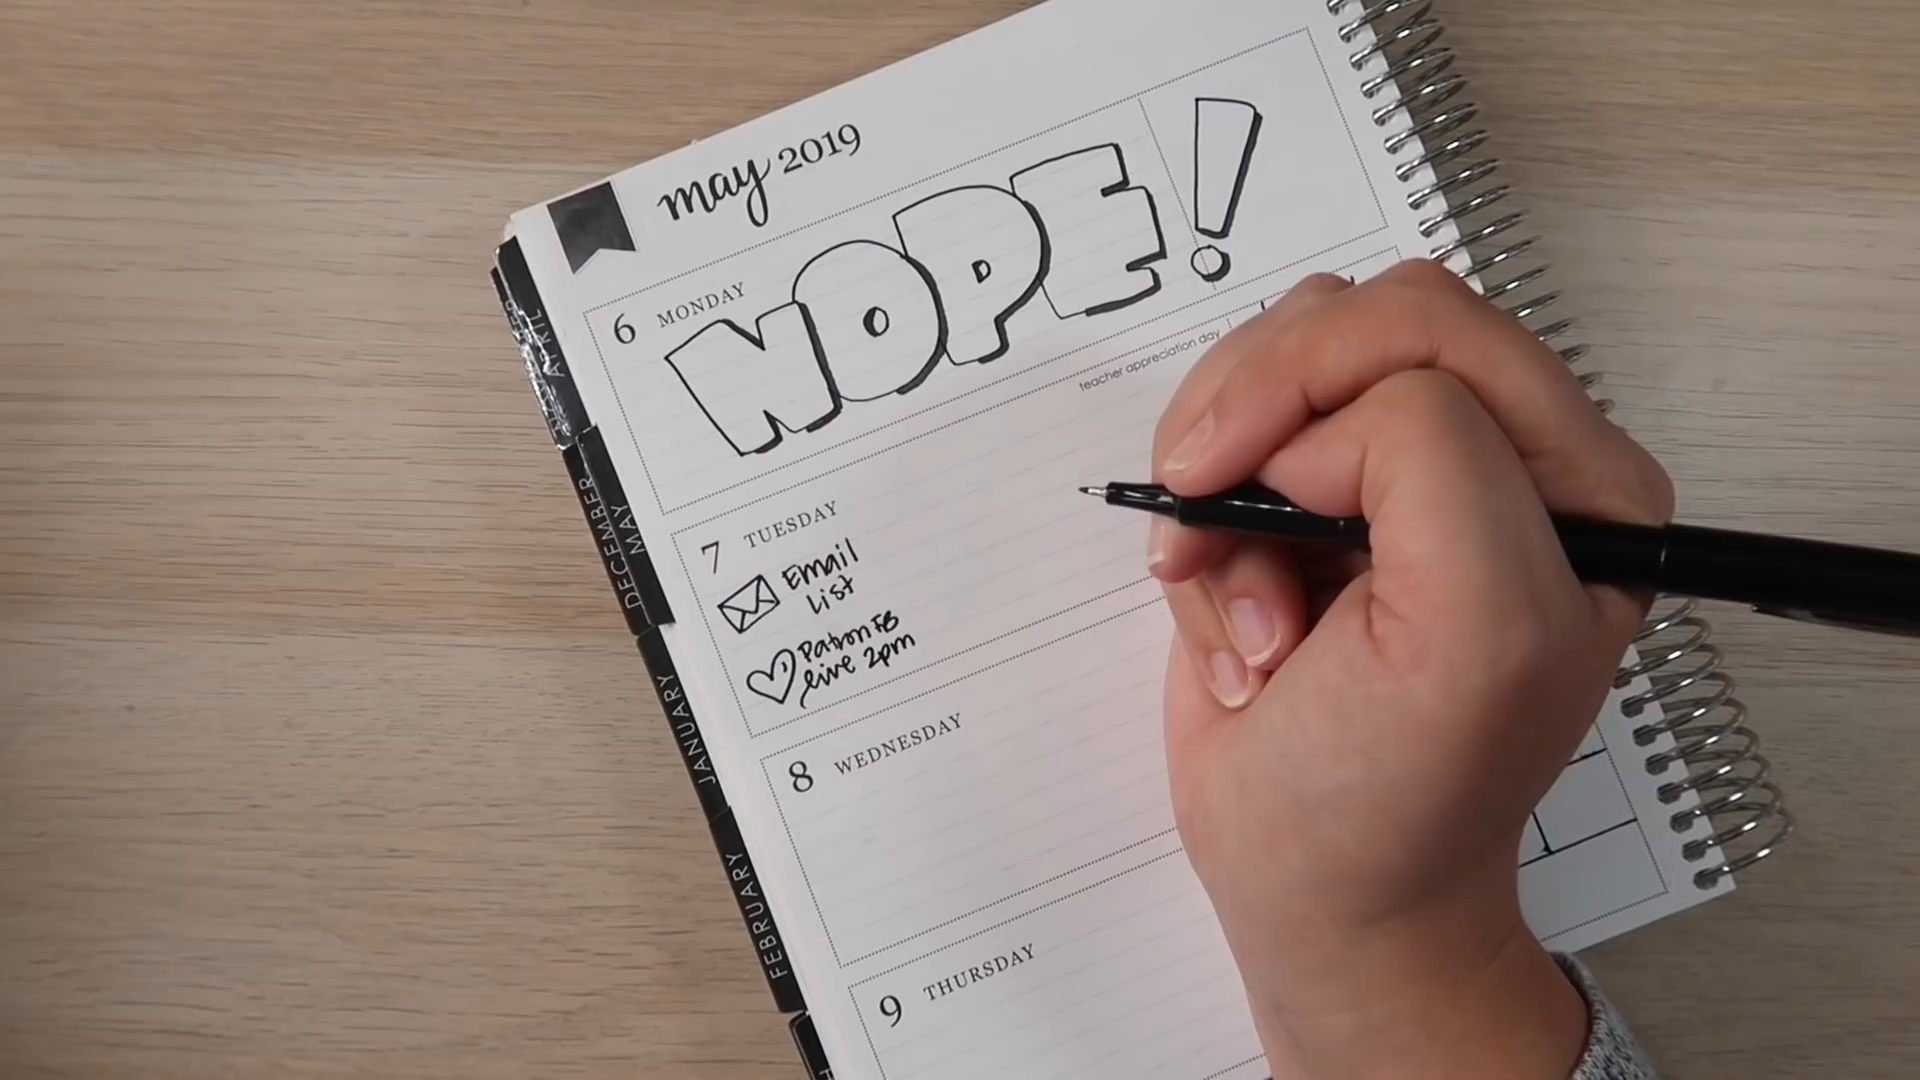 may 2019
6 MONDAY
NOPE!
teacher appreciation day
7 TUESDAY
Email
List
Patron FB
live 2pm
8 WEDNESDAY
9 THURSDAY
APRIL
DECEMBER
MAY
JANUARY
FEBRUARY